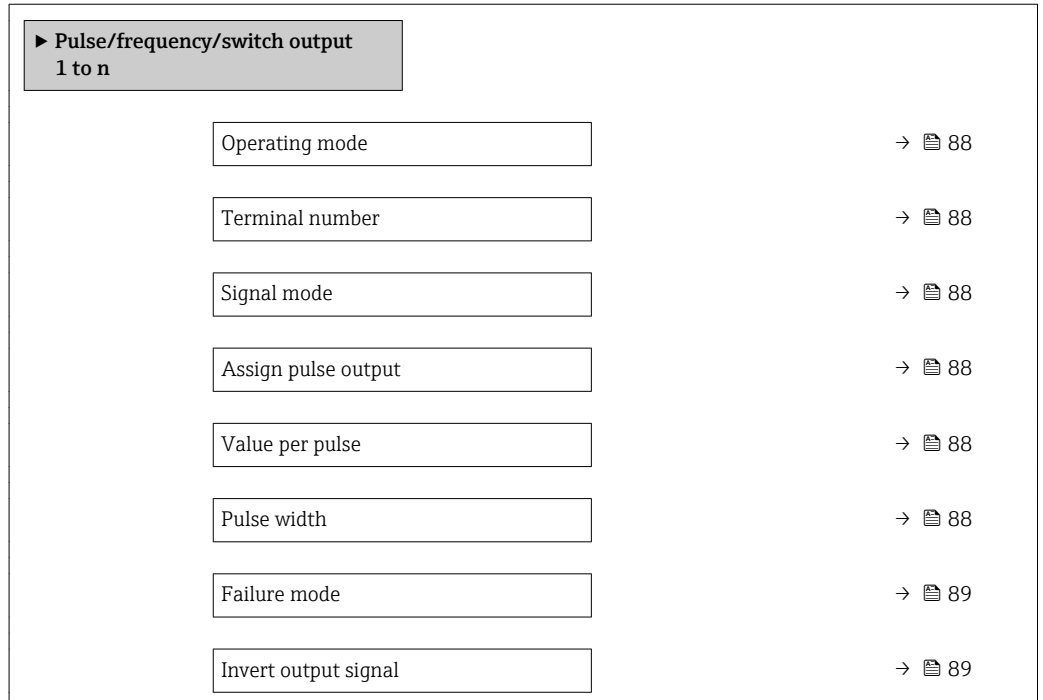 ▶ Pulse/frequency/switch output
1 to n
Operating mode → 88
Terminal number → 88
Signal mode → 88
Assign pulse output → 88
Value per pulse → 88
Pulse width → 88
Failure mode → 89
Invert output signal → 89